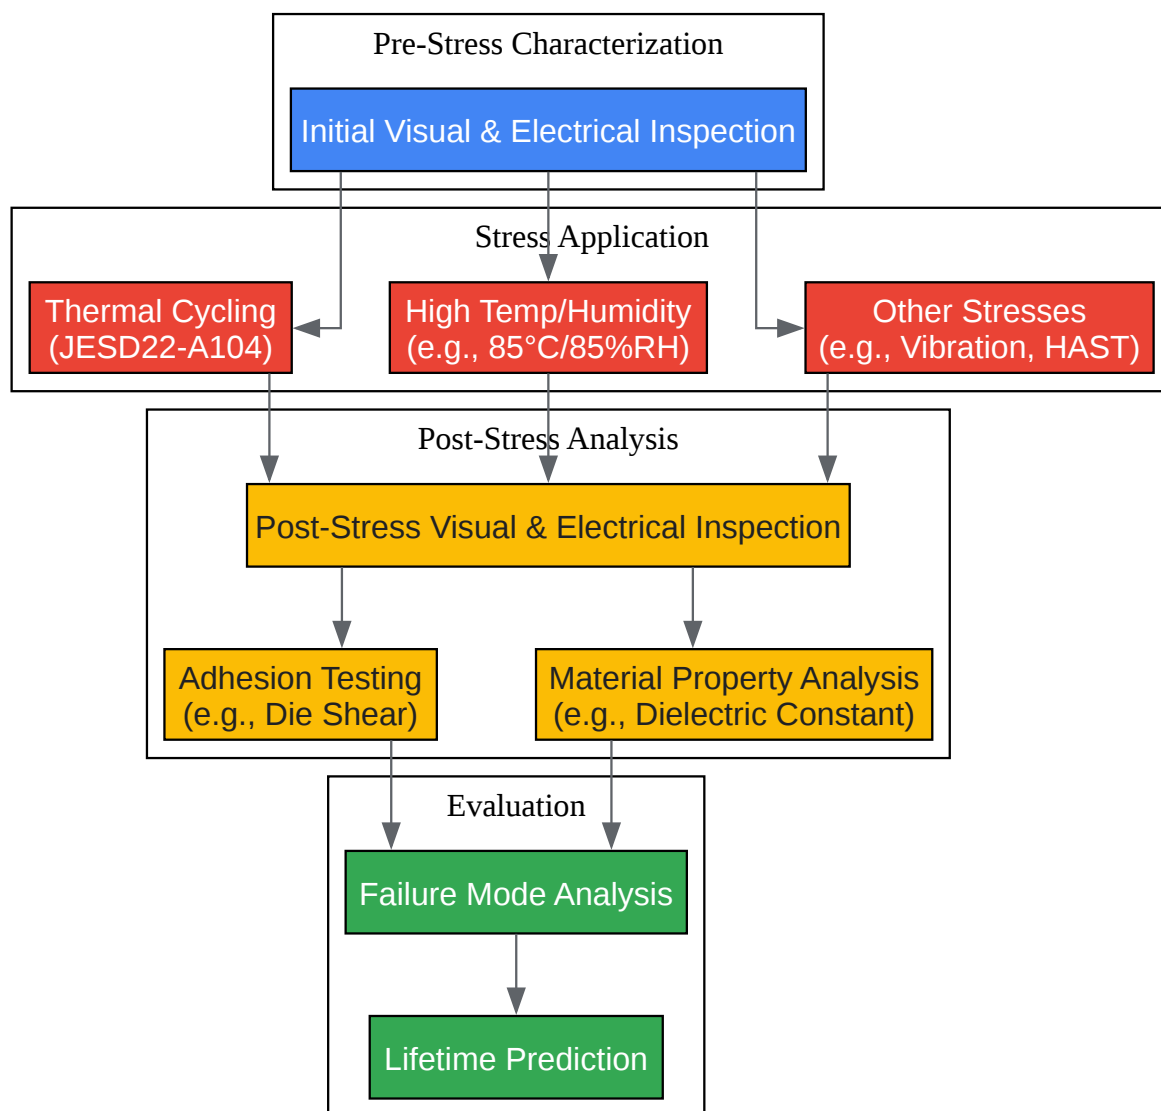 Pre-Stress Characterization
Initial Visual & Electrical Inspection
Stress Application
Thermal Cycling
(JESD22-A104)
High Temp/Humidity
(e.g., 85°C/85%RH)
Other Stresses
(e.g., Vibration, HAST)
Post-Stress Analysis
Post-Stress Visual & Electrical Inspection
Adhesion Testing
(e.g., Die Shear)
Material Property Analysis
(e.g., Dielectric Constant)
Evaluation
Failure Mode Analysis
Lifetime Prediction